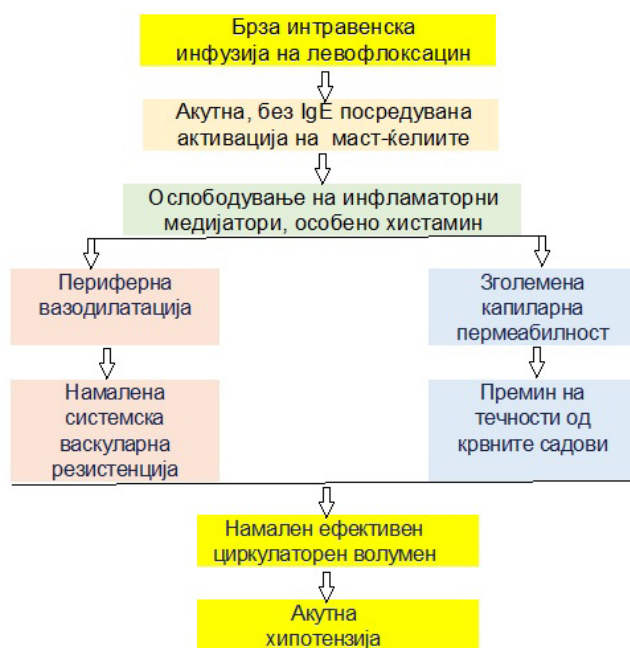 Брза интравенска
инфузија на левофлоксацин
Акутна, без IgE посредувана
активација на маст-ќелиите
Ослободување на инфламаторни
медијатори, особено хистамин
Периферна
вазодилатација
Зголемена
капиларна
пермеабилност
Намалена
системска
васкуларна
резистенција
Премин на
течности од
крвните садови
Намален ефективен
циркулаторен волумен
Акутна
хипотензија